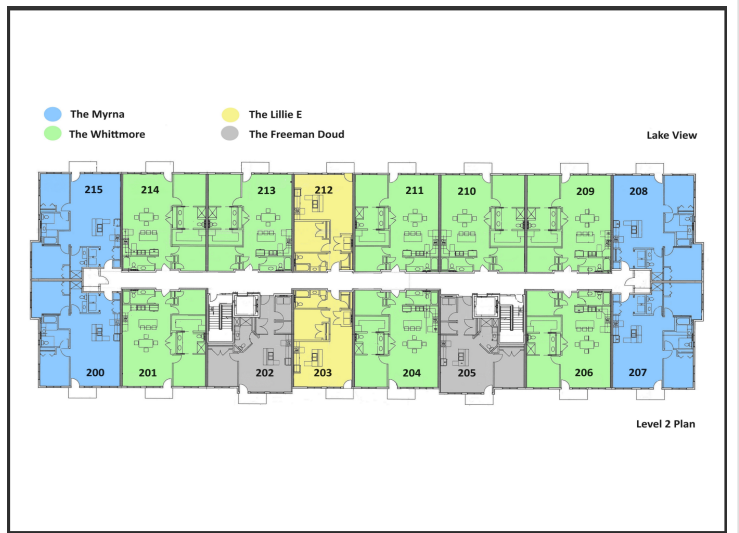 The Myrna
The Lillie E
The Whittmore
The Freeman Doud
Lake View
215
214
213
212
211
210
209
208
200
201
202
203
204
205
206
207
Level 2 Plan